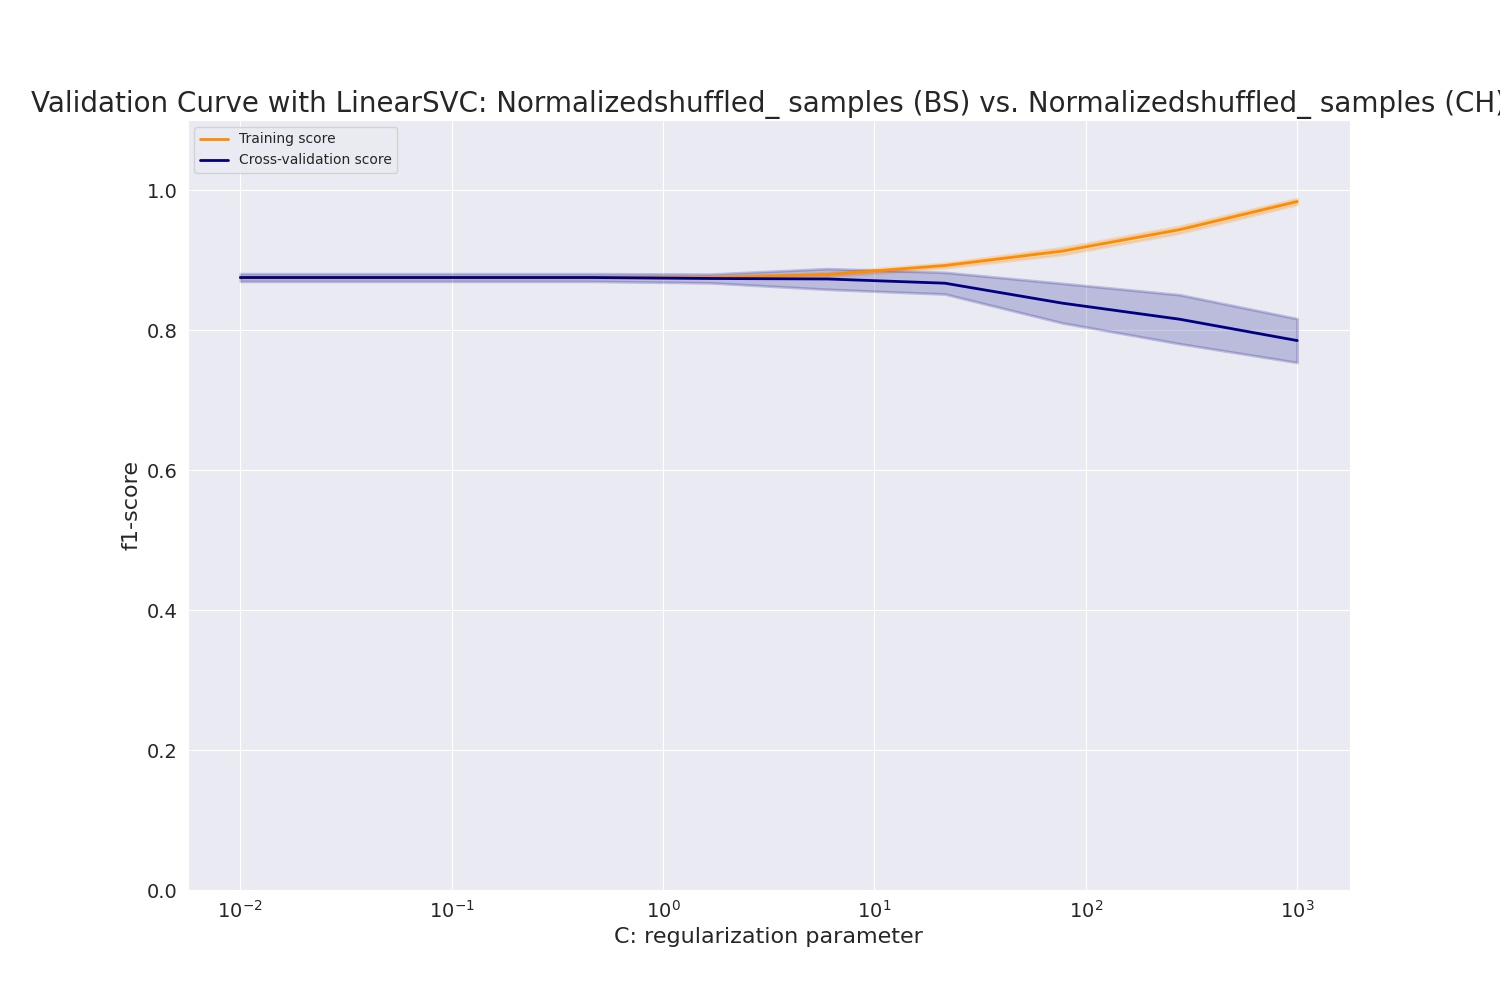 Validation Curve with LinearSVC: Normalizedshuffled_ samples (BS) vs. Normalizedshuffled_ samples (CH)
Training score
Cross-validation score
1.0
0.8
0.6
0.4
0.2
0.0
f1-score
10⁻² 10⁻¹ 10⁰ 10¹ 10² 10³
C: regularization parameter